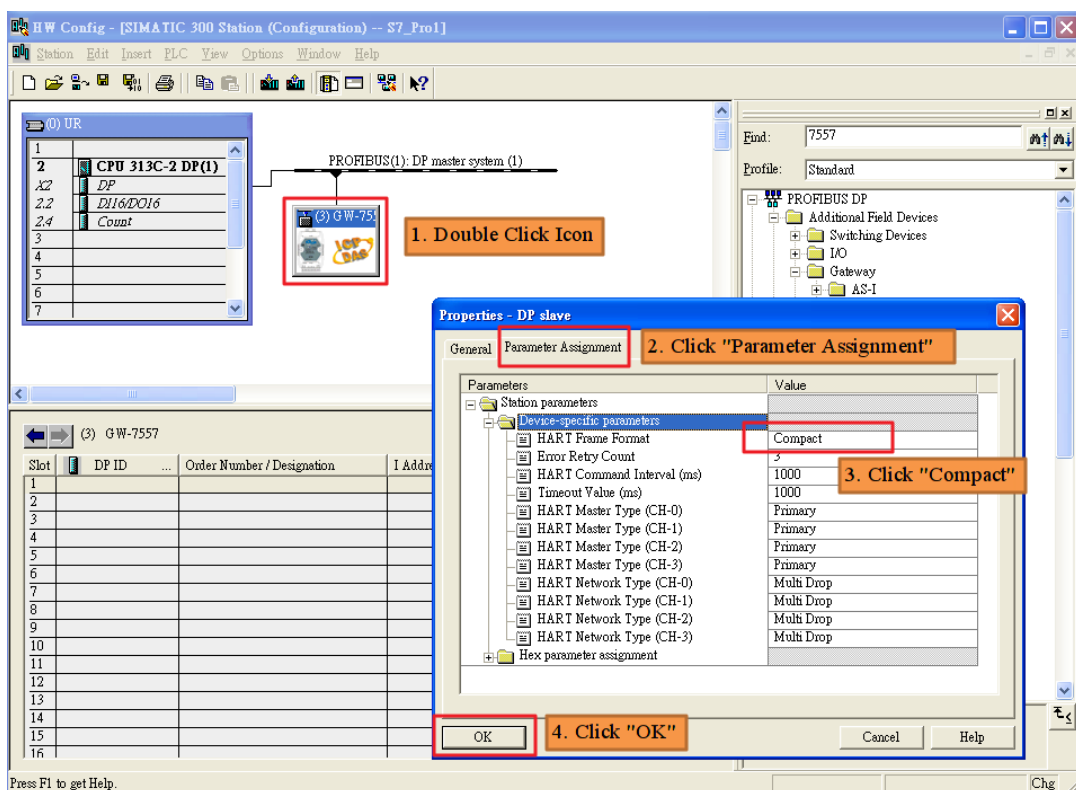 HW Config - [SIMATIC 300 Station (Configuration) -- S7_Pro1]
Station Edit Insert PLC View Options Window Help
(0) UR
1
2 CPU 313C-2 DP(1)
X2 DP
2.2 DI16/DO16
2.4 Count
3
4
5
6
7
PROFIBUS(1): DP master system (1)
(3) GW-755
ICP DAS
1. Double Click Icon
Find: 7557
Profile: Standard
PROFIBUS DP
Additional Field Devices
Switching Devices
I/O
Gateway
AS-I
Properties - DP slave
General Parameter Assignment
2. Click "Parameter Assignment"
Parameters Value
Station parameters
Device-specific parameters
HART Frame Format Compact
Error Retry Count 3
HART Command Interval (ms) 1000
Timeout Value (ms) 1000
HART Master Type (CH-0) Primary
HART Master Type (CH-1) Primary
HART Master Type (CH-2) Primary
HART Master Type (CH-3) Primary
HART Network Type (CH-0) Multi Drop
HART Network Type (CH-1) Multi Drop
HART Network Type (CH-2) Multi Drop
HART Network Type (CH-3) Multi Drop
Hex parameter assignment
3. Click "Compact"
OK
4. Click "OK"
Cancel Help
(3) GW-7557
Slot DP ID ... Order Number / Designation I Addre
1
2
3
4
5
6
7
8
9
10
11
12
13
14
15
16
Press F1 to get Help.
Chg